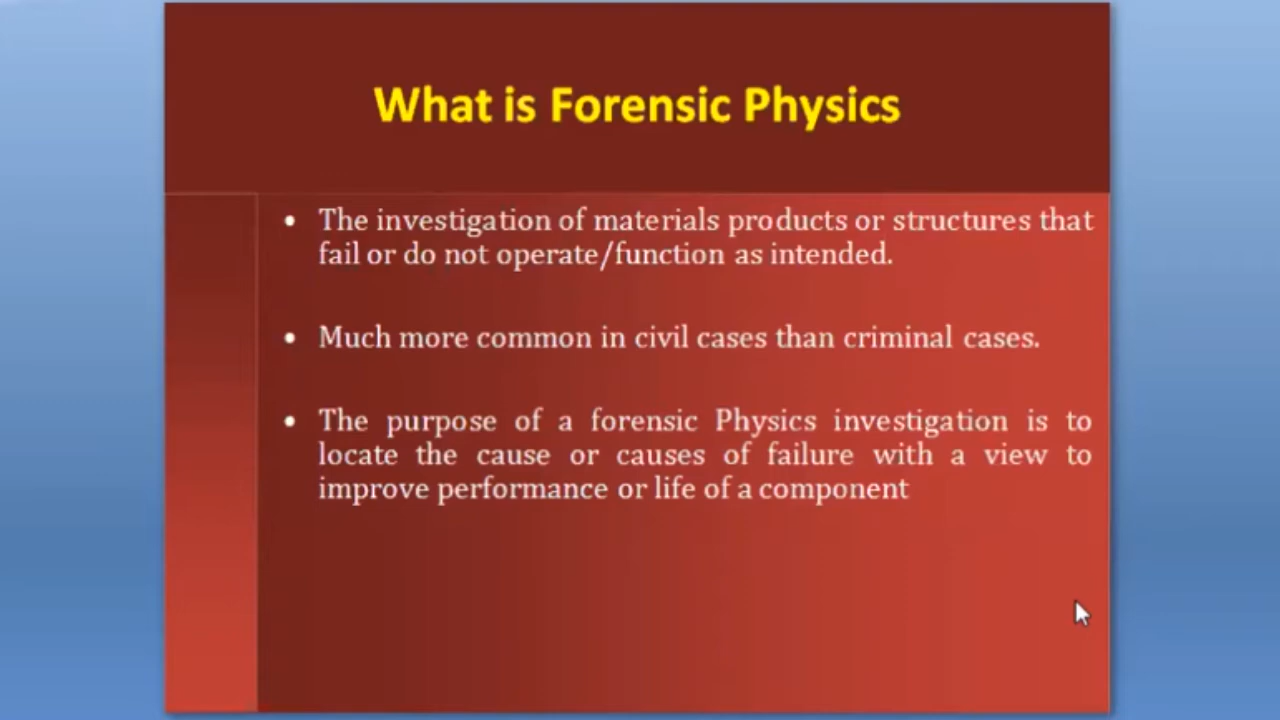 What is Forensic Physics
• The investigation of materials products or structures that
fail or do not operate/function as intended.
• Much more common in civil cases than criminal cases.
• The purpose of a forensic Physics investigation is to
locate the cause or causes of failure with a view to
improve performance or life of a component